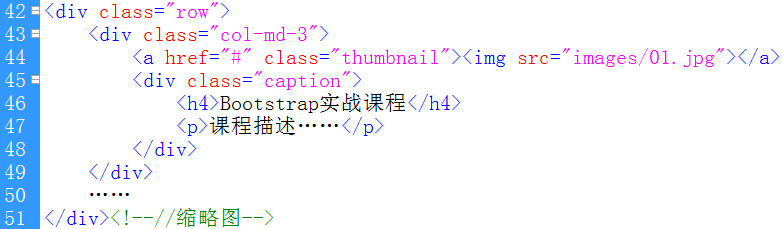 42 <div class="row">
43     <div class="col-md-3">
44         <a href="#" class="thumbnail"><img src="images/01.jpg"></a>
45         <div class="caption">
46             <h4>Bootstrap实战课程</h4>
47             <p>课程描述……</p>
48         </div>
49     </div>
50     ……
51 </div><!--//缩略图-->